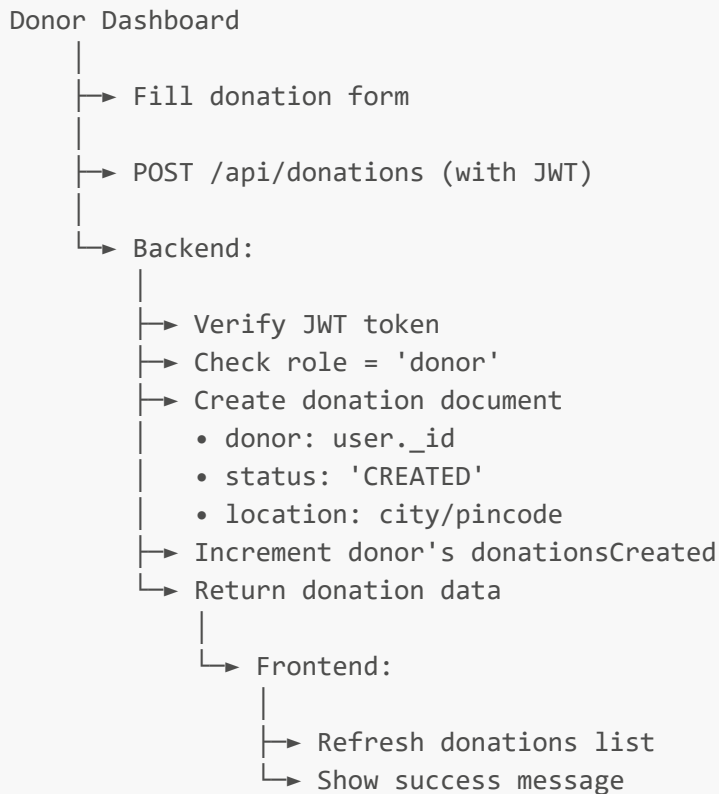 Donor Dashboard
│
├─► Fill donation form
│
├─► POST /api/donations (with JWT)
│
└─► Backend:
│
├─► Verify JWT token
├─► Check role = 'donor'
├─► Create donation document
│ • donor: user._id
│ • status: 'CREATED'
│ • location: city/pincode
├─► Increment donor's donationsCreated
└─► Return donation data
│
└─► Frontend:
│
├─► Refresh donations list
└─► Show success message